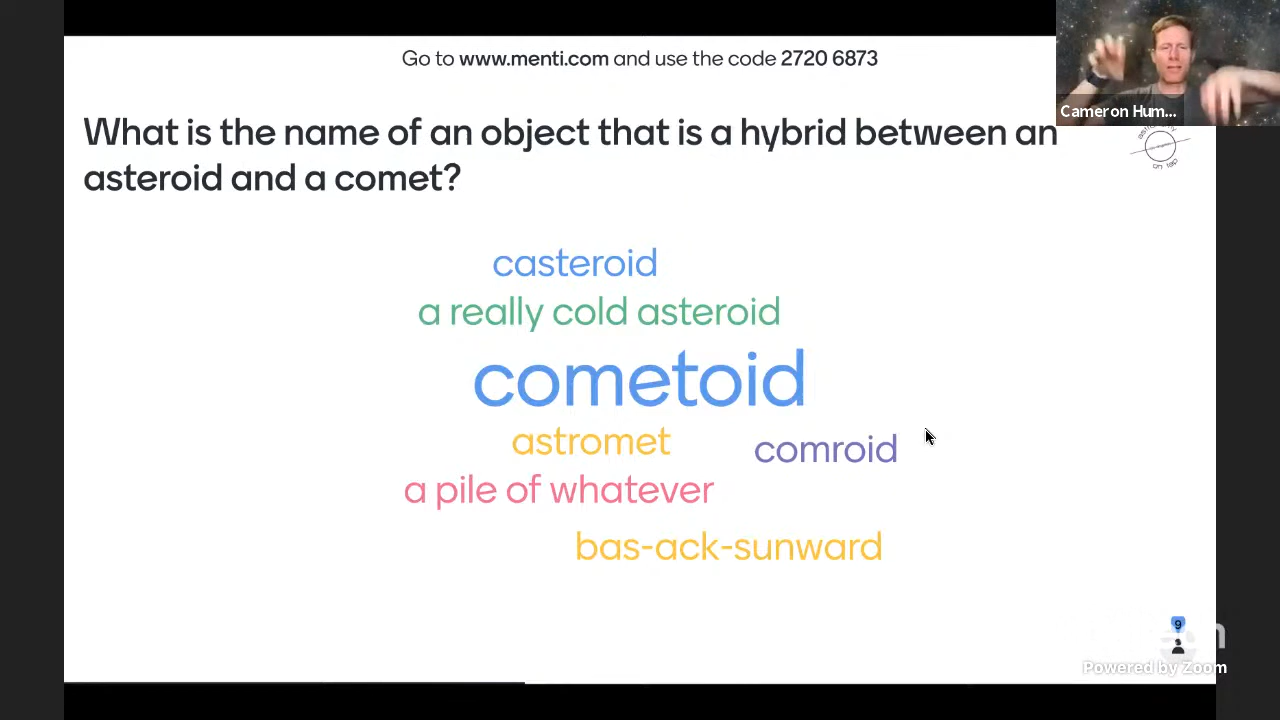 Go to www.menti.com and use the code 2720 6873
Cameron Hum...
What is the name of an object that is a hybrid between an
asteroid and a comet?
on tap
casteroid
a really cold asteroid
cometoid
astromet
comroid
a pile of whatever
bas-ack-sunward
9
Powered by Zoom